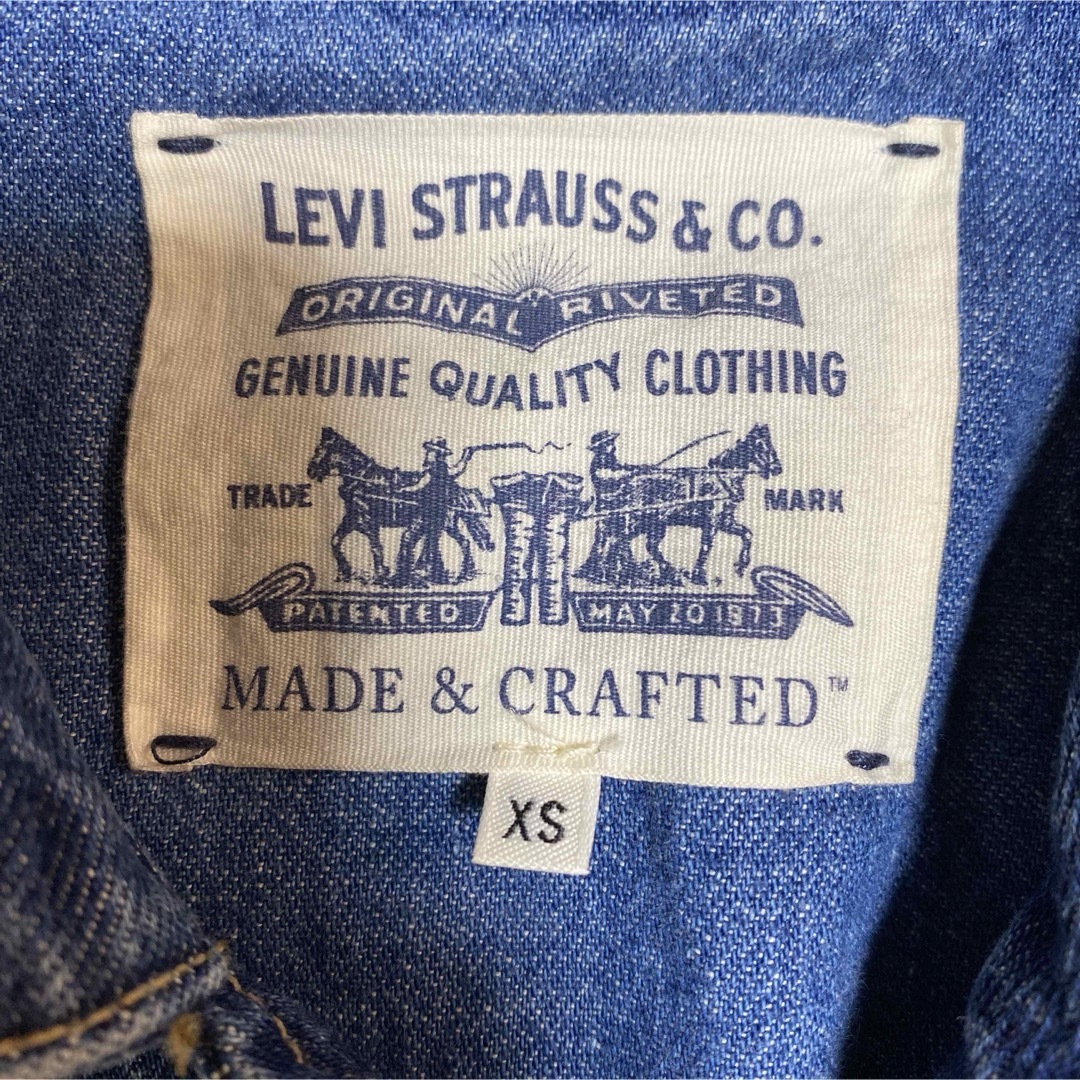 LEVI STRAUSS & CO.
ORIGINAL RIVETED
GENUINE QUALITY CLOTHING
TRADE MARK
PATENTED MAY 20 1873
MADE & CRAFTED™
XS